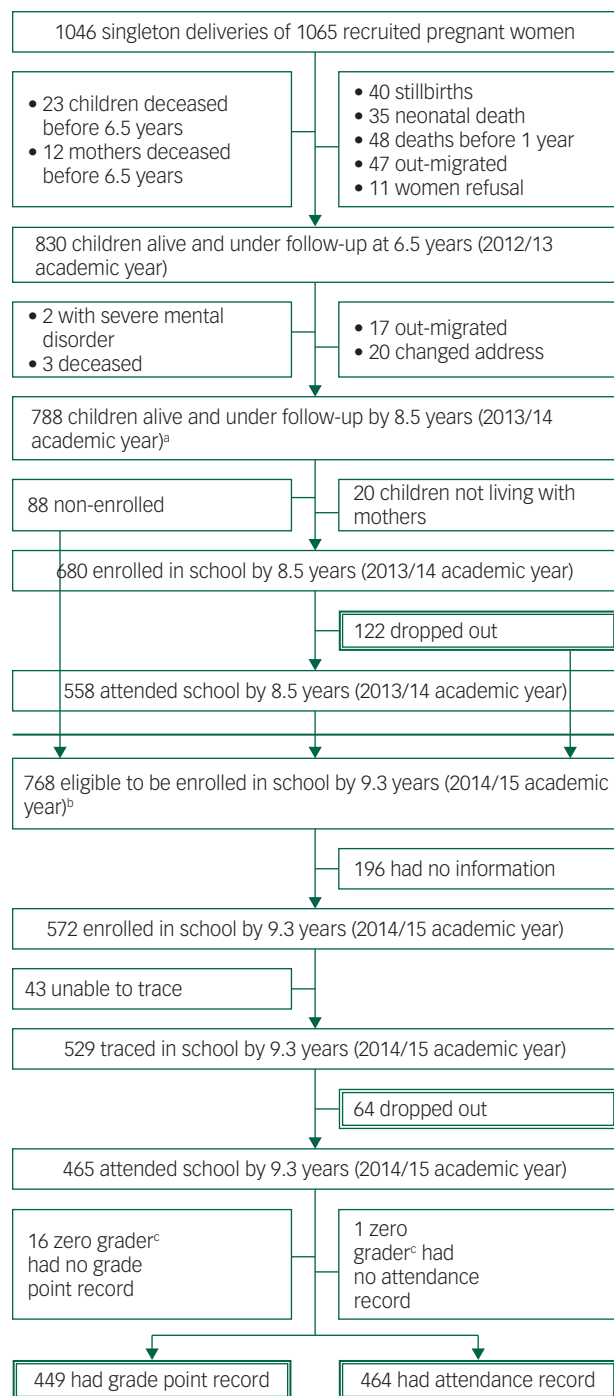 1046 singleton deliveries of 1065 recruited pregnant women
• 23 children deceased
before 6.5 years
• 12 mothers deceased
before 6.5 years
• 40 stillbirths
• 35 neonatal death
• 48 deaths before 1 year
• 47 out-migrated
• 11 women refusal
830 children alive and under follow-up at 6.5 years (2012/13
academic year)
• 2 with severe mental
disorder
• 3 deceased
• 17 out-migrated
• 20 changed address
788 children alive and under follow-up by 8.5 years (2013/14
academic year)ᵃ
88 non-enrolled
20 children not living with
mothers
680 enrolled in school by 8.5 years (2013/14 academic year)
122 dropped out
558 attended school by 8.5 years (2013/14 academic year)
768 eligible to be enrolled in school by 9.3 years (2014/15 academic
year)ᵇ
196 had no information
572 enrolled in school by 9.3 years (2014/15 academic year)
43 unable to trace
529 traced in school by 9.3 years (2014/15 academic year)
64 dropped out
465 attended school by 9.3 years (2014/15 academic year)
16 zero graderᶜ
had no grade
point record
1 zero
graderᶜ had
no attendance
record
449 had grade point record
464 had attendance record